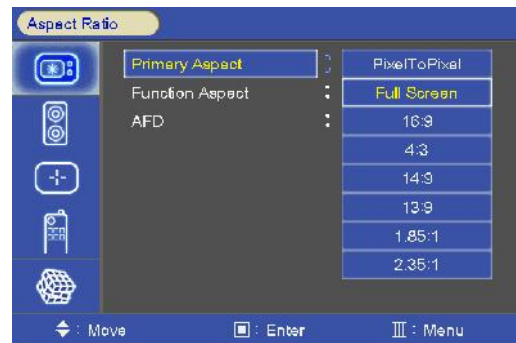 Aspect Ratio
Primary Aspect :
Function Aspect :
AFD :
PixelToPixel
Full Screen
16:9
4:3
14:9
13:9
1.85:1
2.35:1
: Move
: Enter
: Menu